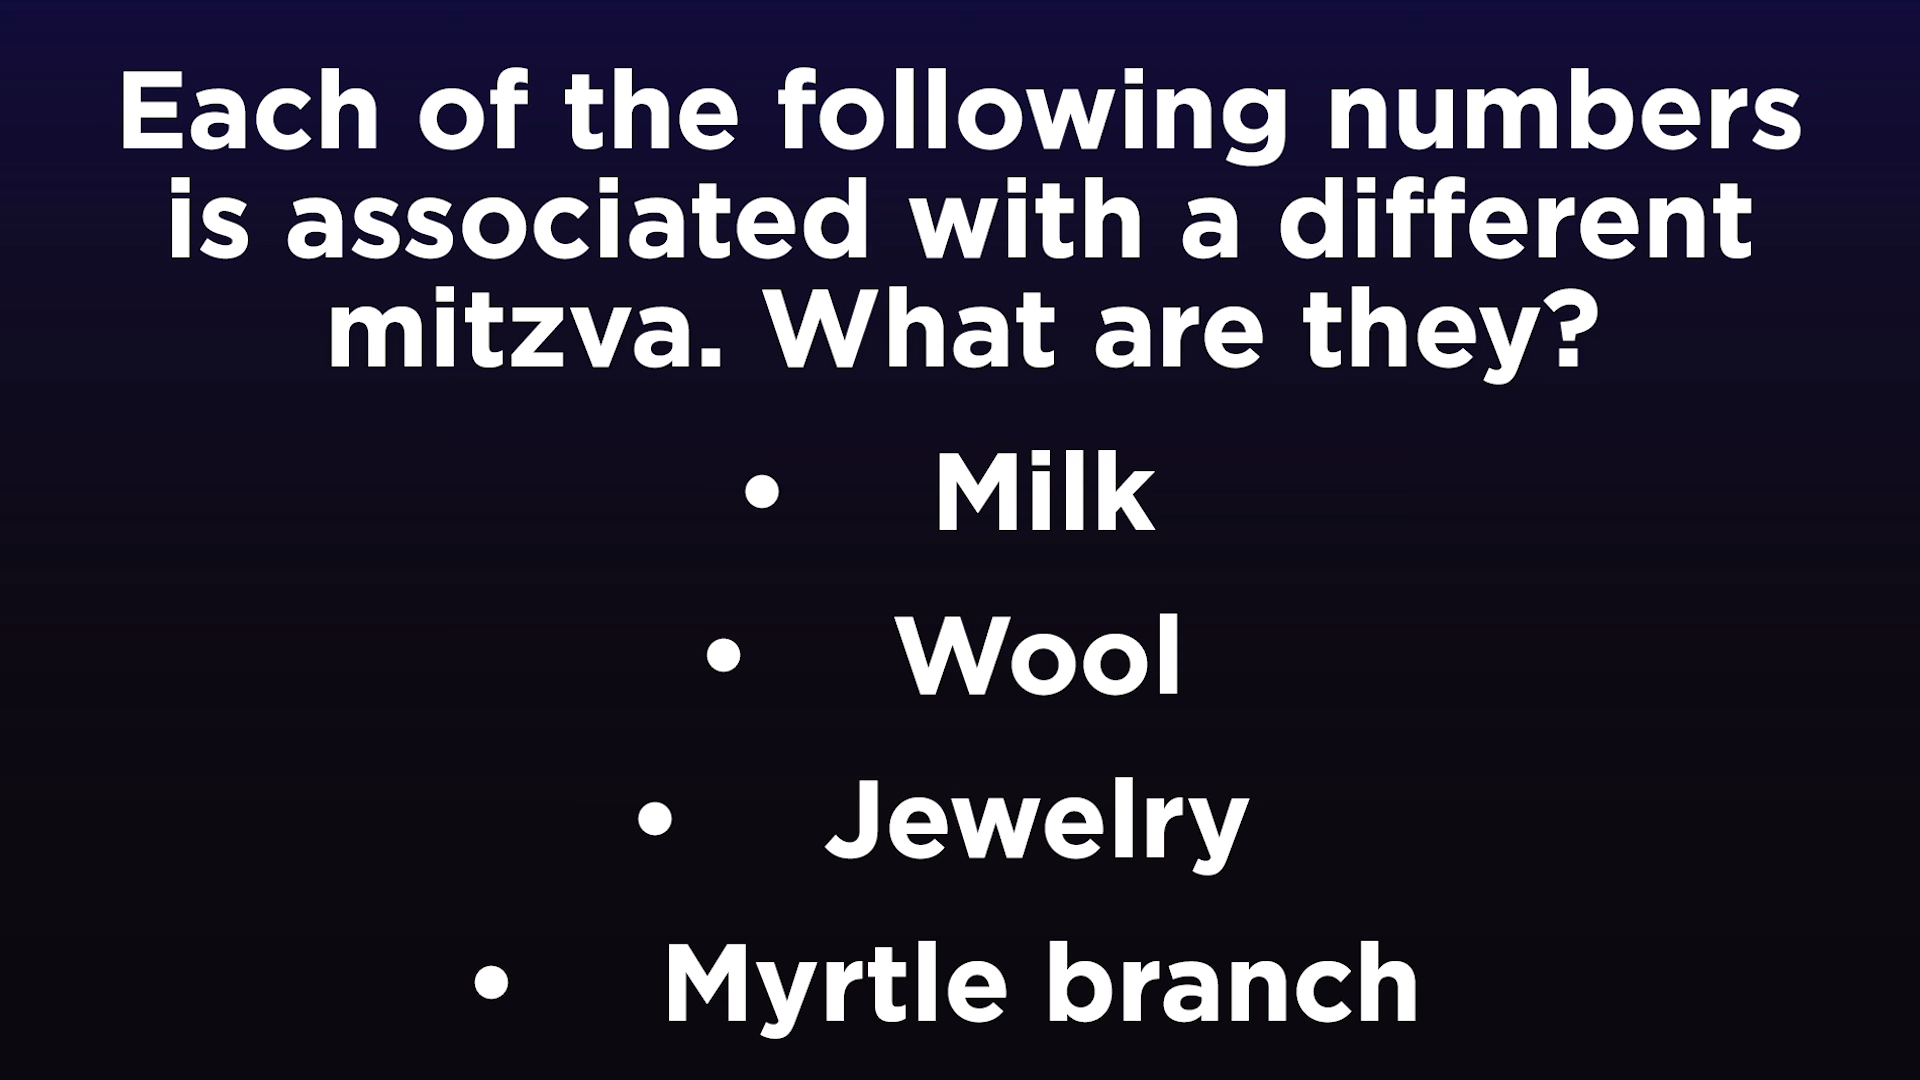 Each of the following numbers
is associated with a different
mitzva. What are they?
• Milk
• Wool
• Jewelry
• Myrtle branch